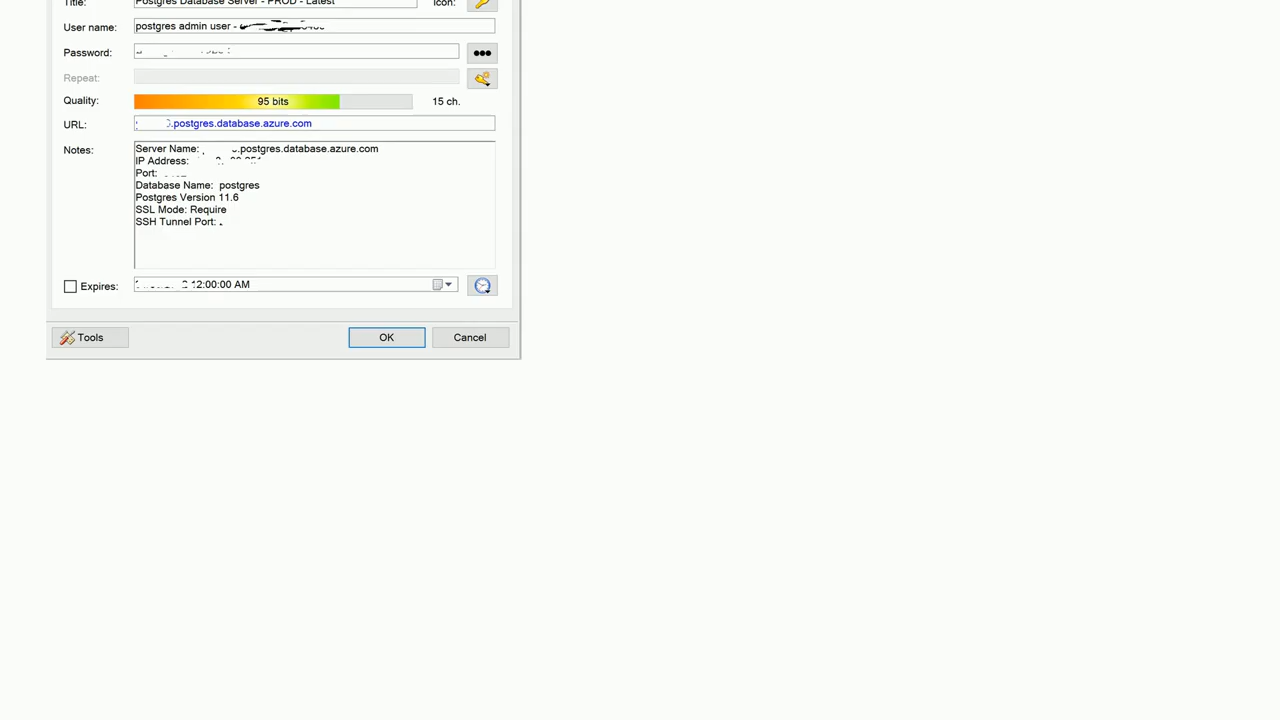 Title: Postgres Database Server - PROD - Latest Icon:
User name: postgres admin user -
Password:
Repeat:
Quality: 95 bits 15 ch.
URL: .postgres.database.azure.com
Notes: Server Name: .postgres.database.azure.com
IP Address:
Port:
Database Name: postgres
Postgres Version 11.6
SSL Mode: Require
SSH Tunnel Port:
Expires: 12:00:00 AM
Tools OK Cancel